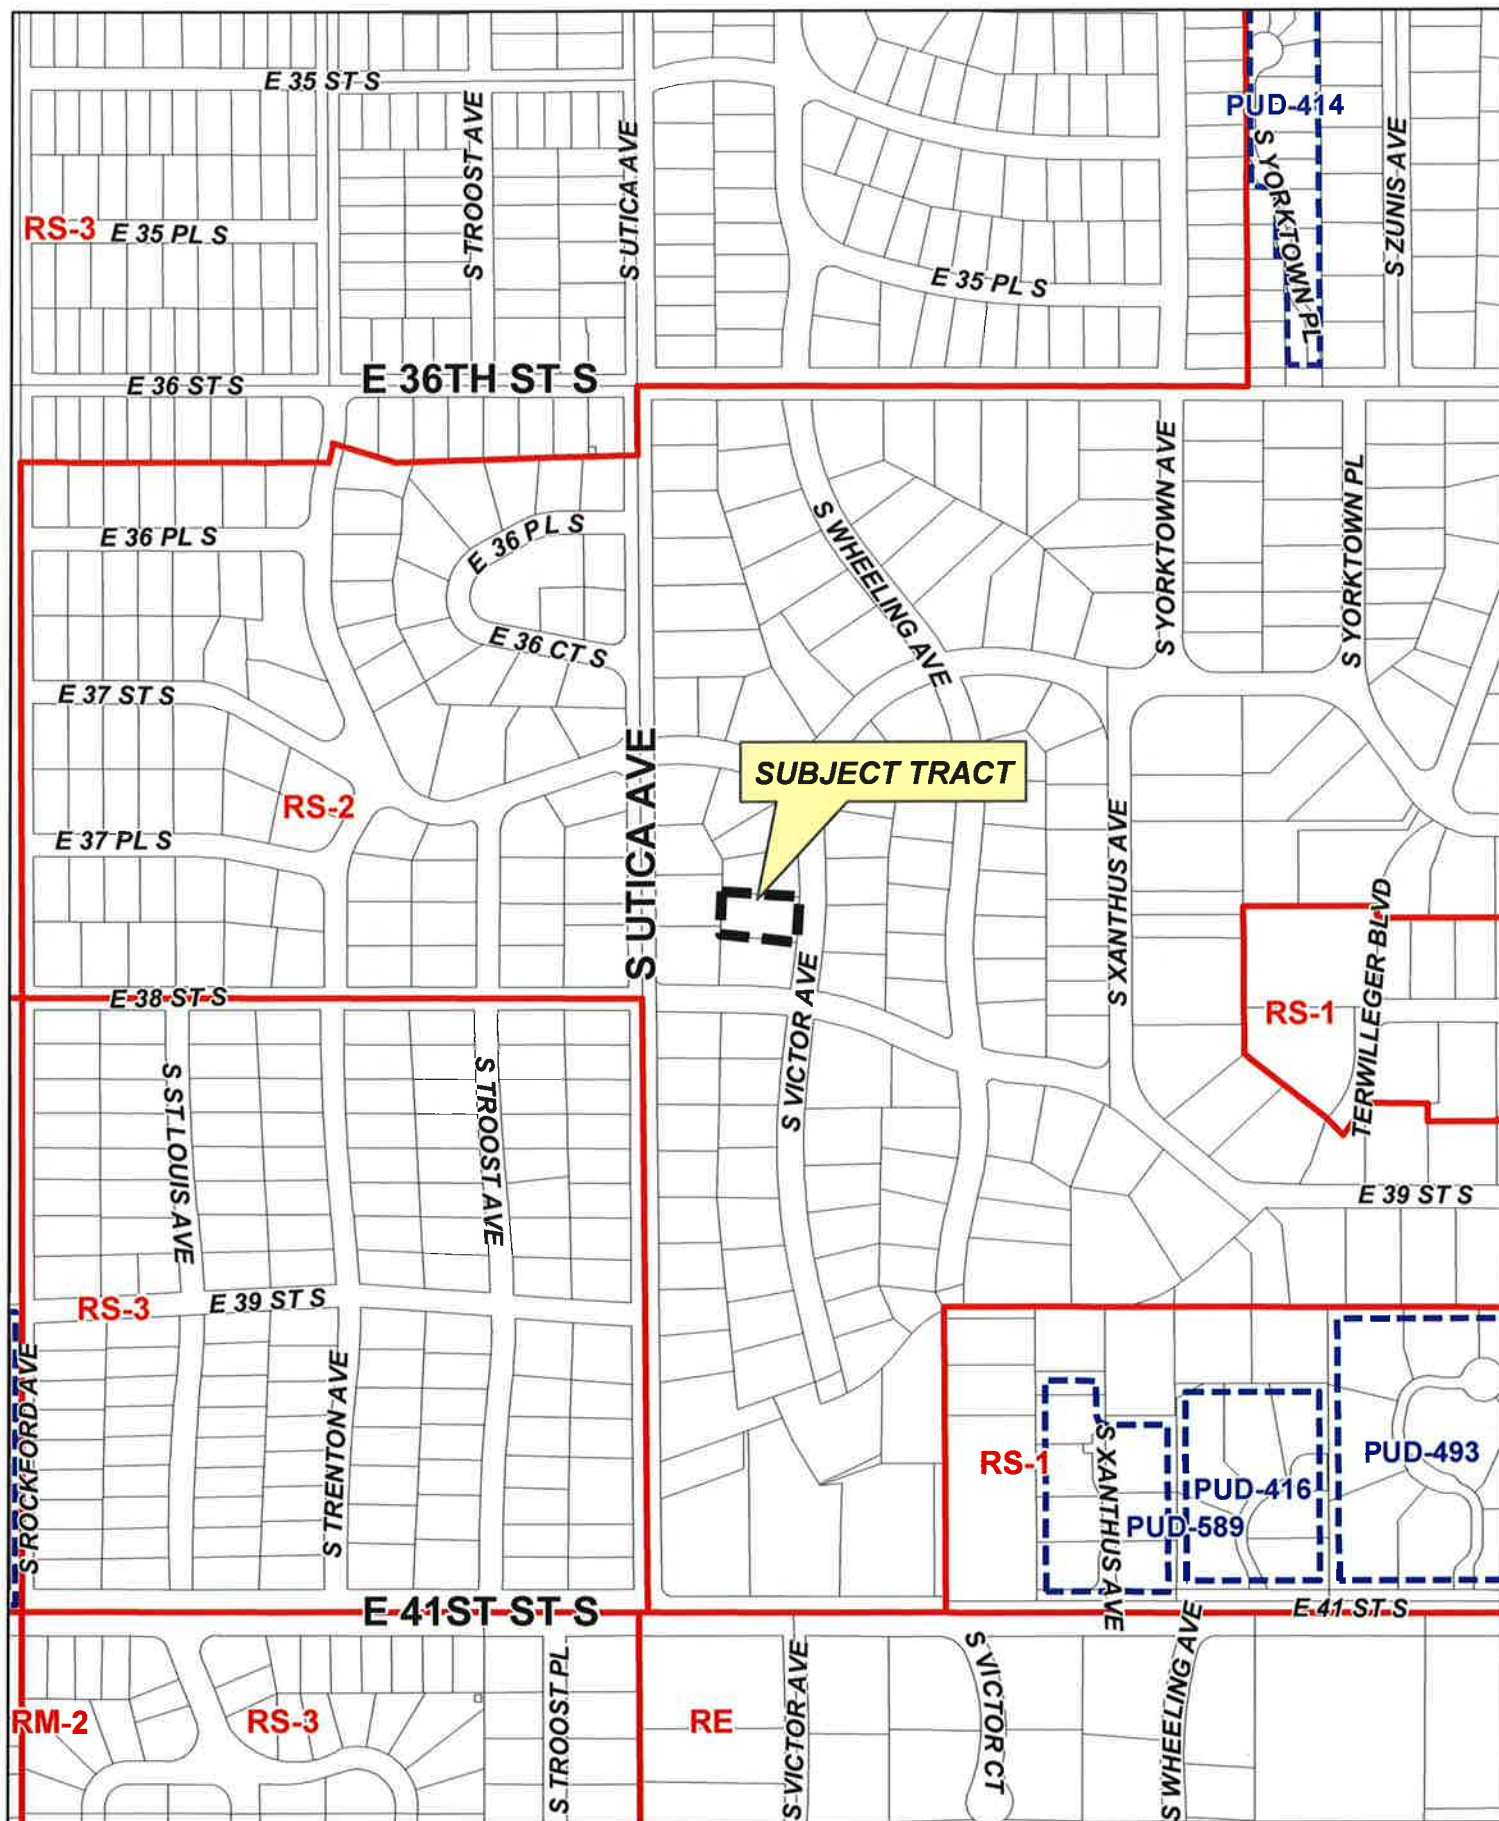 E 35 ST S
PUD-414
S TROOST AVE
S UTICA AVE
S YORKTOWN PL
S ZUNIS AVE
RS-3
E 35 PL S
E 35 PL S
E 36 ST S
E 36TH ST S
E 36 PL S
E 36 PL S
S WHEELING AVE
S YORKTOWN AVE
S YORKTOWN PL
E 36 CT S
E 37 ST S
SUBJECT TRACT
RS-2
E 37 PL S
S UTICA AVE
S XANTHUS AVE
TERWILLEGER BLVD
E 38 ST S
RS-1
S VICTOR AVE
S ST LOUIS AVE
S TROOST AVE
E 39 ST S
RS-3
E 39 ST S
S ROCKFORD AVE
S TRENTON AVE
RS-1
S XANTHUS AVE
PUD-493
PUD-416
PUD-589
E 41ST ST S
E 41 ST S
RM-2
RS-3
S TROOST PL
RE
S VICTOR AVE
S VICTOR CT
S WHEELING AVE